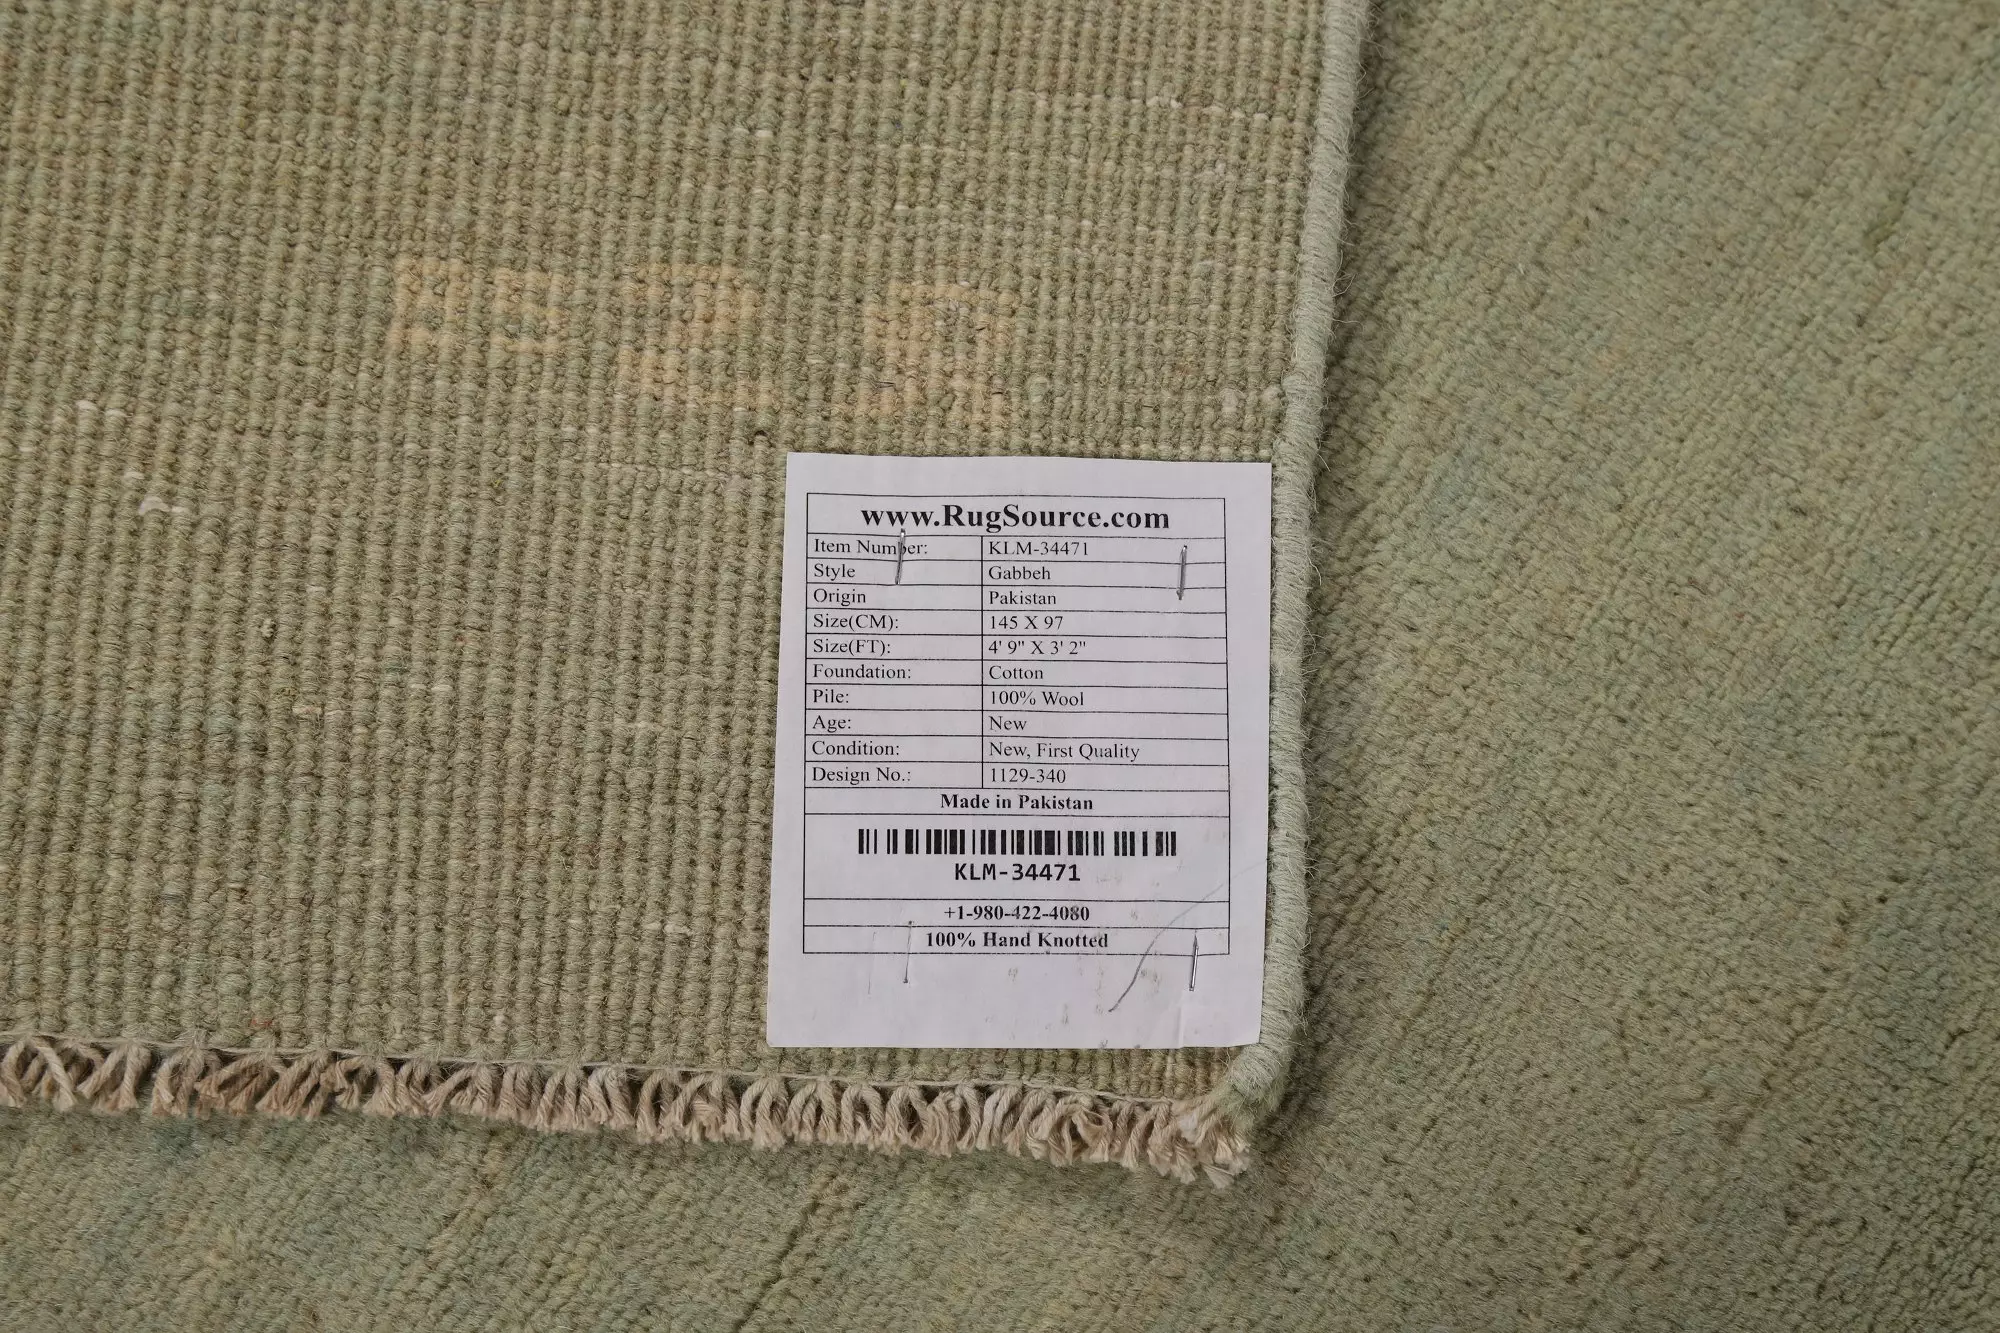 www.RugSource.com
Item Number: KLM-34471
Style Gabbeh
Origin Pakistan
Size(CM): 145 X 97
Size(FT): 4' 9" X 3' 2"
Foundation: Cotton
Pile: 100% Wool
Age: New
Condition: New, First Quality
Design No.: 1129-340
Made in Pakistan
KLM-34471
+1-980-422-4080
100% Hand Knotted